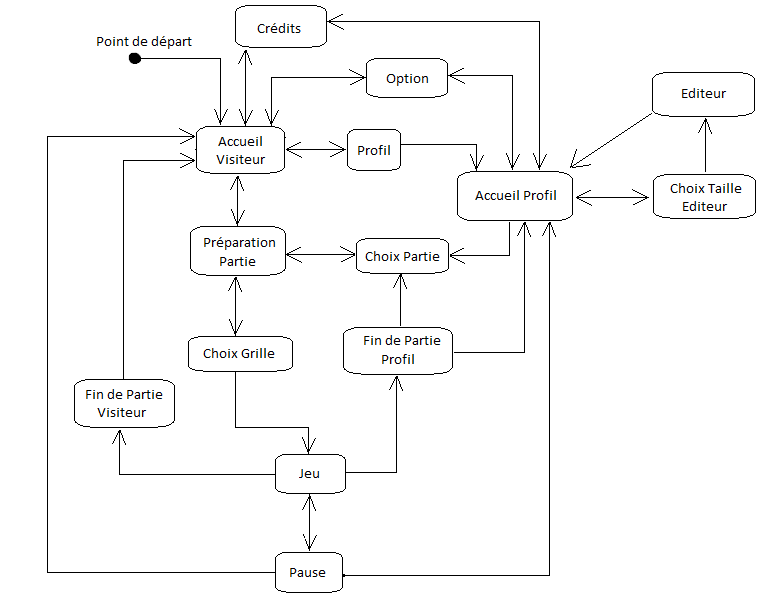 Crédits
Point de départ
Option
Editeur
Accueil
Visiteur
Profil
Accueil Profil
Choix Taille
Editeur
Préparation
Partie
Choix Partie
Choix Grille
Fin de Partie
Profil
Fin de Partie
Visiteur
Jeu
Pause